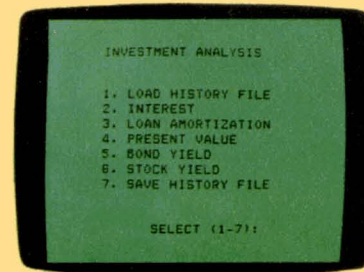 INVESTMENT ANALYSIS
1. LOAD HISTORY FILE
2. INTEREST
3. LOAN AMORTIZATION
4. PRESENT VALUE
5. BOND YIELD
6. STOCK YIELD
7. SAVE HISTORY FILE
SELECT (1-7):